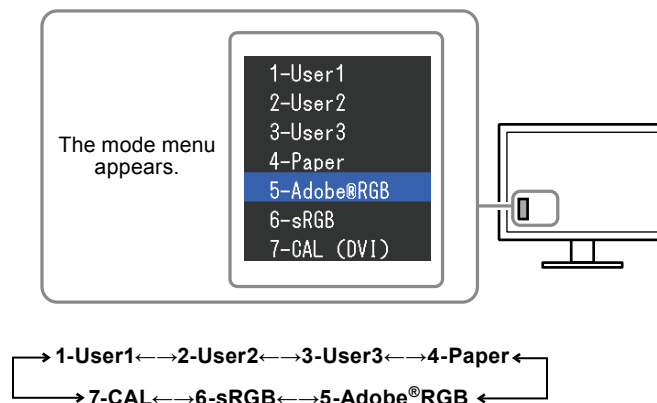 The mode menu
appears.
1-User1
2-User2
3-User3
4-Paper
5-Adobe®RGB
6-sRGB
7-CAL (DVI)
1-User1←→2-User2←→3-User3←→4-Paper
7-CAL←→6-sRGB←→5-Adobe®RGB